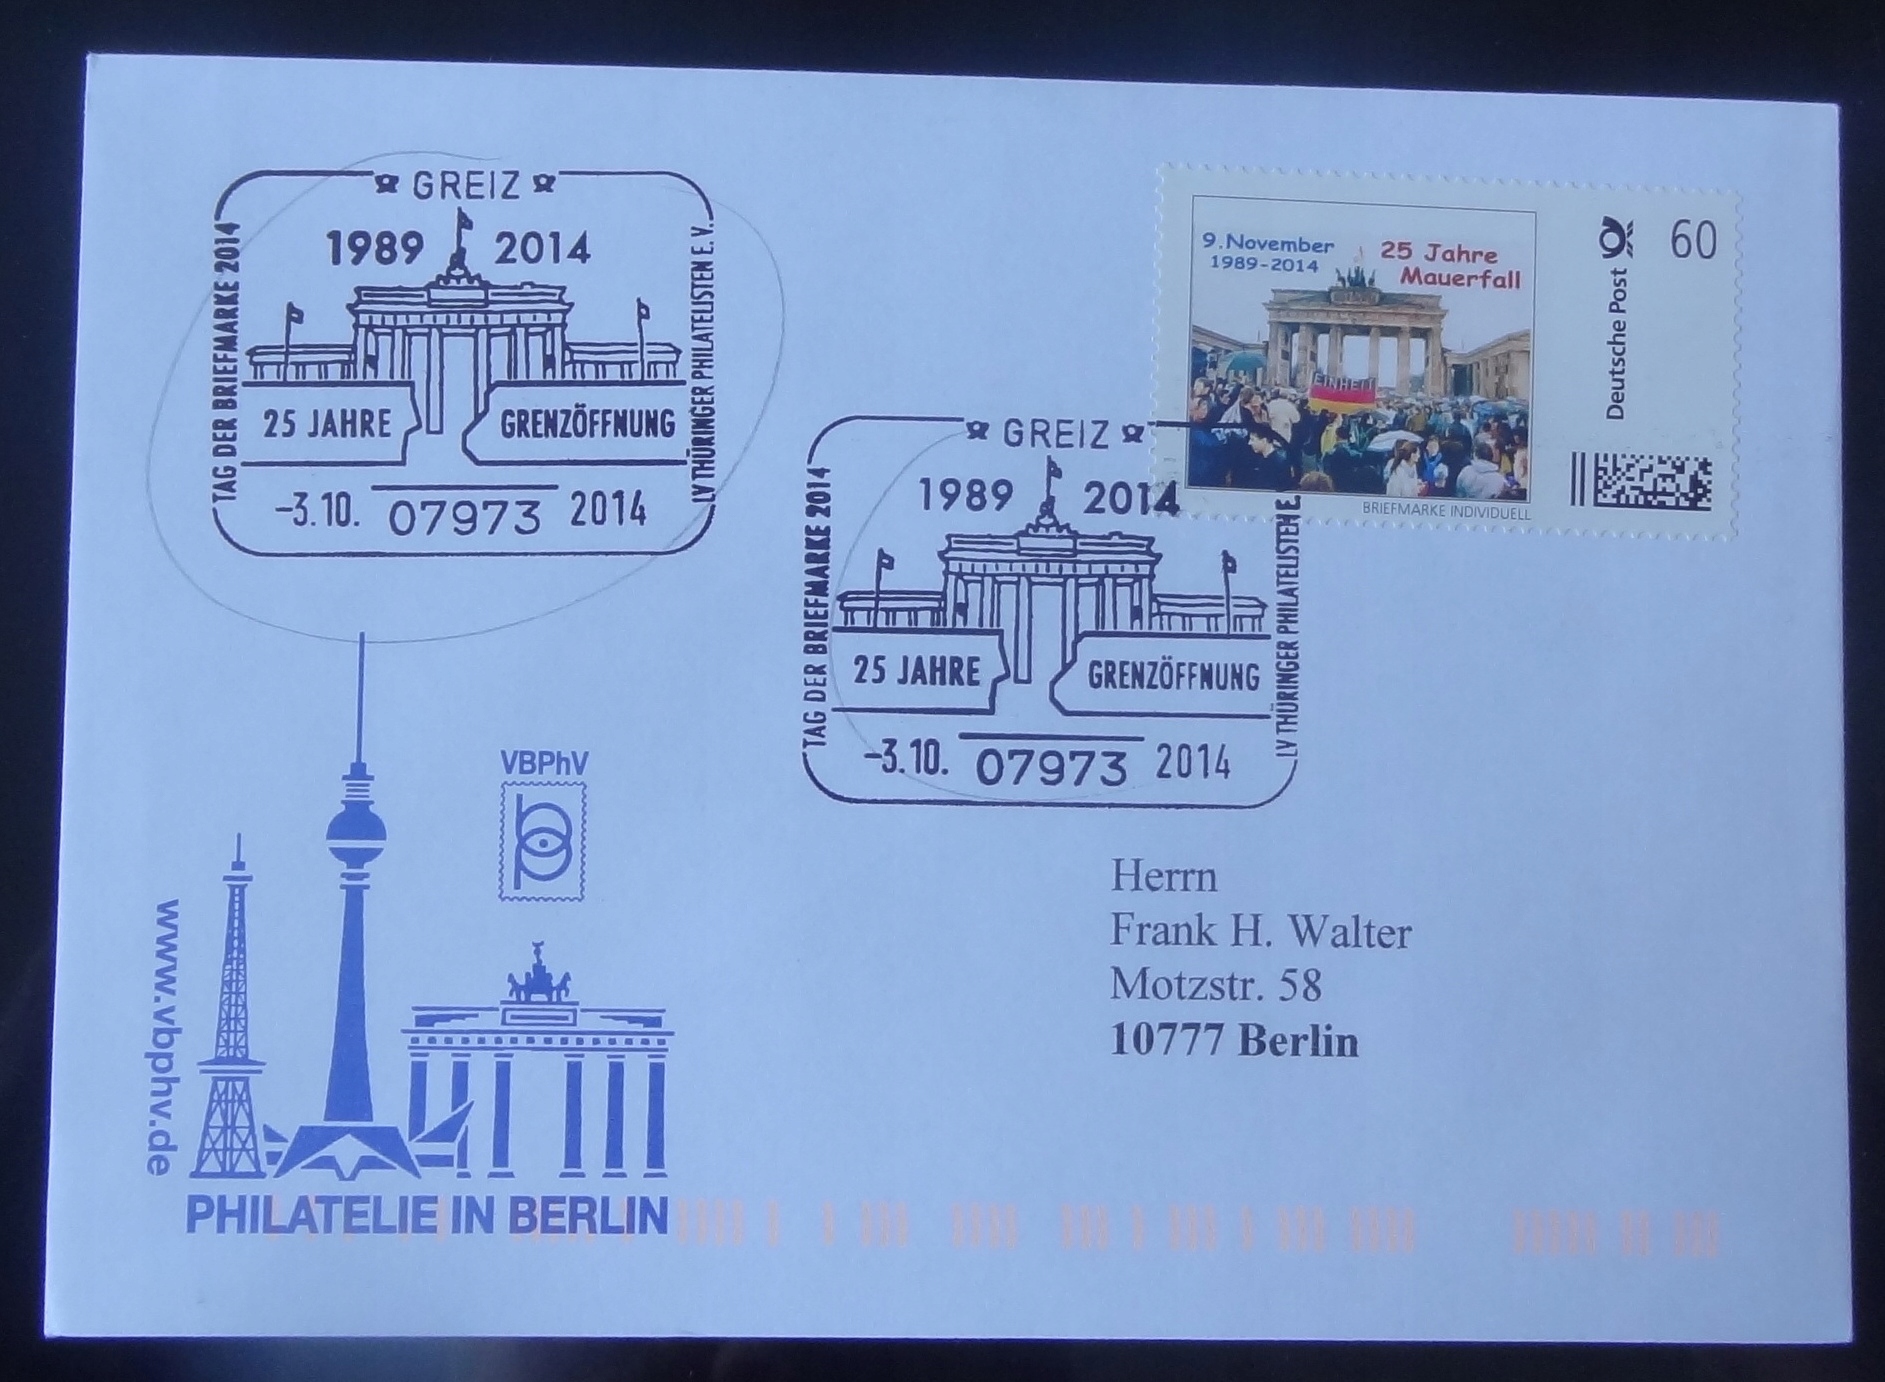 GREIZ
1989 2014
TAG DER BRIEFMARKE 2014
LV THÜRINGER PHILATELISTEN E.V.
25 JAHRE GRENZÖFFNUNG
-3.10. 07973 2014
9.November
1989-2014
25 Jahre
Mauerfall
EINHEIT
BRIEFMARKE INDIVIDUELL
Deutsche Post
60
GREIZ
1989 2014
TAG DER BRIEFMARKE 2014
LV THÜRINGER PHILATELISTEN E.
25 JAHRE GRENZÖFFNUNG
-3.10. 07973 2014
VBPhV
www.vbphv.de
PHILATELIE IN BERLIN
Herrn
Frank H. Walter
Motzstr. 58
10777 Berlin